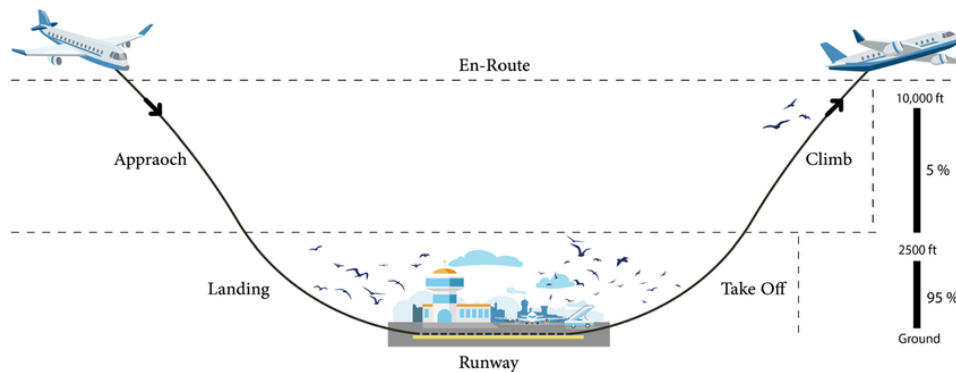 En-Route
10,000 ft
Appraoch
Climb
5 %
2500 ft
Landing
Take Off
95 %
Ground
Runway